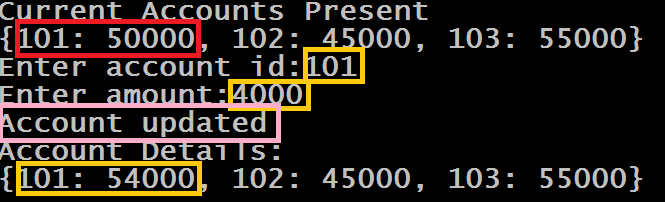 Current Accounts Present
{101: 50000, 102: 45000, 103: 55000}
Enter account id:101
Enter amount:4000
Account updated
Account Details:
{101: 54000, 102: 45000, 103: 55000}